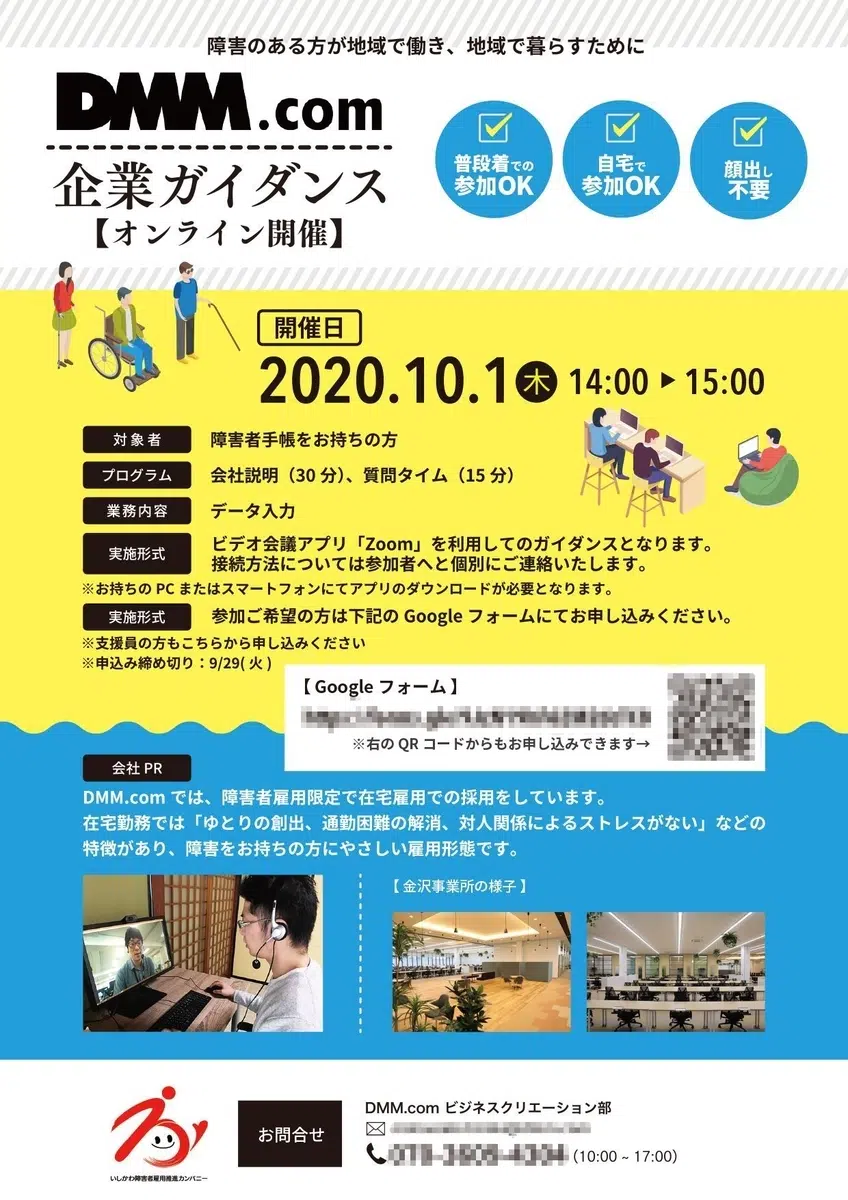 障害のある方が地域で働き、地域で暮らすために
DMM.com
企業ガイダンス
【オンライン開催】
普段着での
参加OK
自宅で
参加OK
顔出し
不要
開催日
2020.10.1 木 14:00 ▶ 15:00
対象者 障害者手帳をお持ちの方
プログラム 会社説明（30分）、質問タイム（15分）
業務内容 データ入力
実施形式 ビデオ会議アプリ「Zoom」を利用してのガイダンスとなります。
接続方法については参加者へと個別にご連絡いたします。
※お持ちの PC またはスマートフォンにてアプリのダウンロードが必要となります。
実施形式 参加ご希望の方は下記の Google フォームにてお申し込みください。
※支援員の方もこちらから申し込みください
※申込み締め切り：9/29(火)
【 Google フォーム 】
※右の QR コードからもお申し込みできます→
会社 PR
DMM.com では、障害者雇用限定で在宅雇用での採用をしています。
在宅勤務では「ゆとりの創出、通勤困難の解消、対人関係によるストレスがない」などの
特徴があり、障害をお持ちの方にやさしい雇用形態です。
【 金沢事業所の様子 】
いしかわ障害者雇用推進カンパニー
お問合せ
DMM.com ビジネスクリエーション部
(10:00 ~ 17:00)